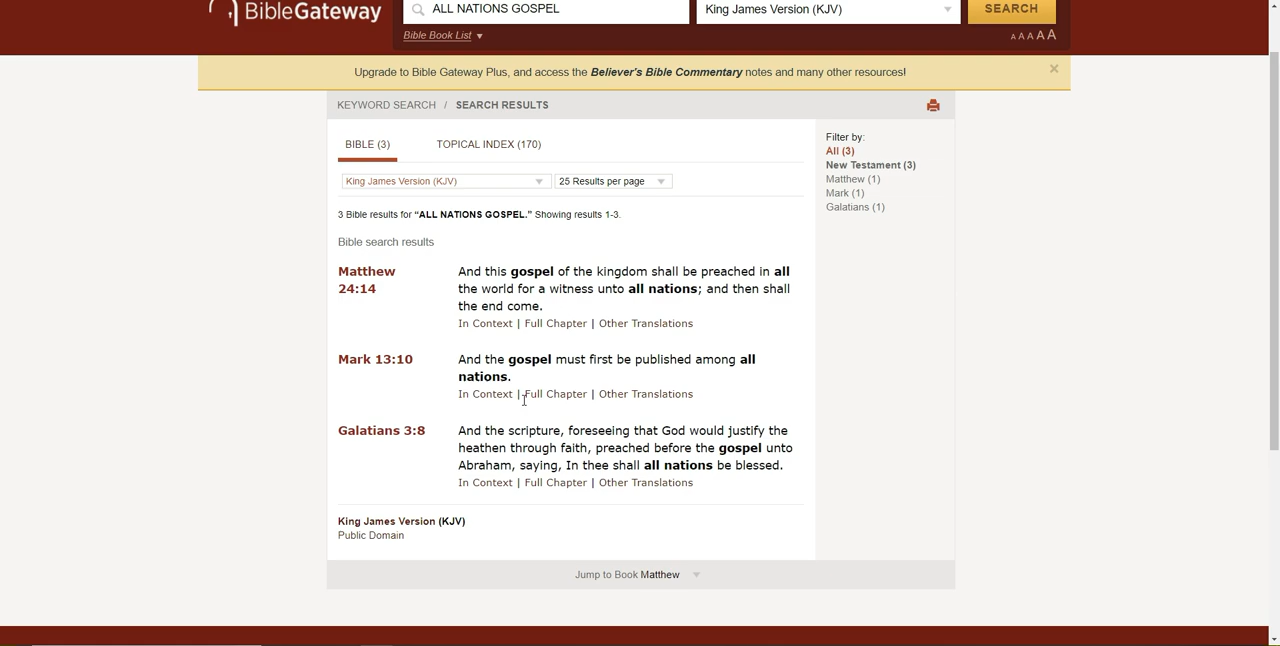 BibleGateway
ALL NATIONS GOSPEL
King James Version (KJV)
SEARCH
Bible Book List
A A A A A
Upgrade to Bible Gateway Plus, and access the Believer's Bible Commentary notes and many other resources!
×
KEYWORD SEARCH / SEARCH RESULTS
BIBLE (3)
TOPICAL INDEX (170)
King James Version (KJV)
25 Results per page
3 Bible results for “ALL NATIONS GOSPEL.” Showing results 1-3.
Bible search results
Matthew
24:14
And this gospel of the kingdom shall be preached in all
the world for a witness unto all nations; and then shall
the end come.
In Context | Full Chapter | Other Translations
Mark 13:10
And the gospel must first be published among all
nations.
In Context | Full Chapter | Other Translations
Galatians 3:8
And the scripture, foreseeing that God would justify the
heathen through faith, preached before the gospel unto
Abraham, saying, In thee shall all nations be blessed.
In Context | Full Chapter | Other Translations
King James Version (KJV)
Public Domain
Jump to Book Matthew
Filter by:
All (3)
New Testament (3)
Matthew (1)
Mark (1)
Galatians (1)